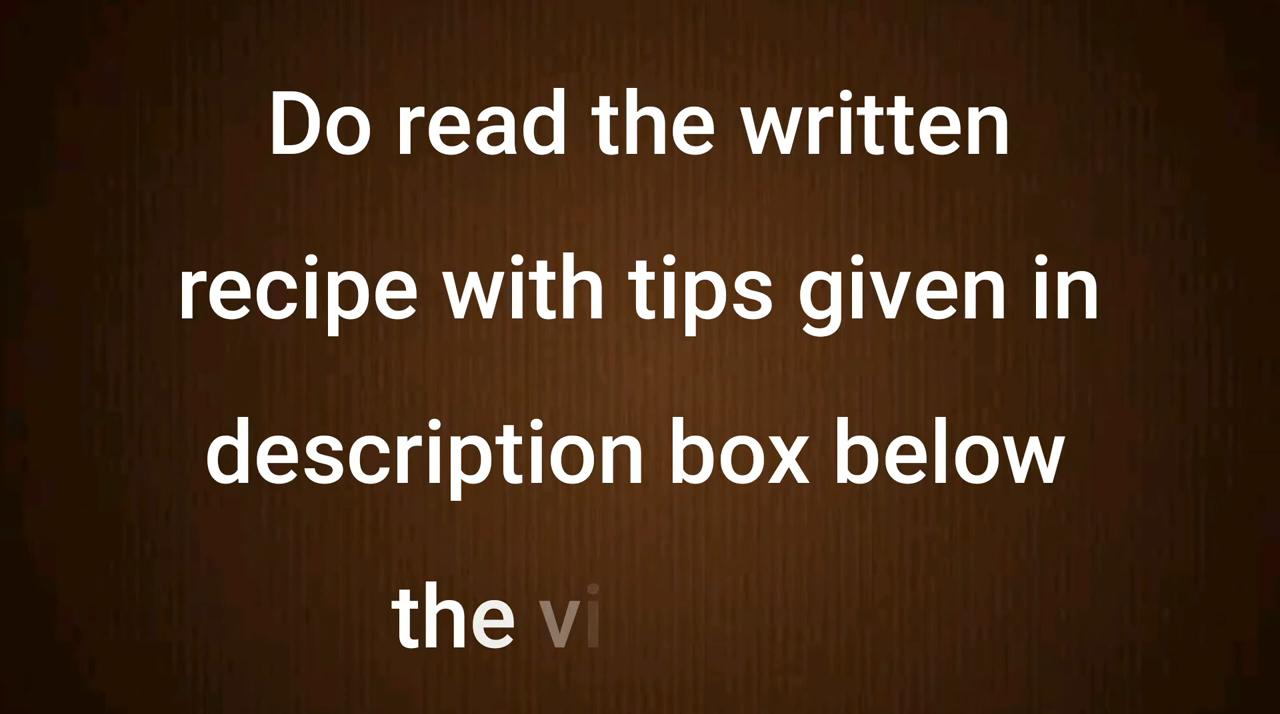 Do read the written
recipe with tips given in
description box below
the vi